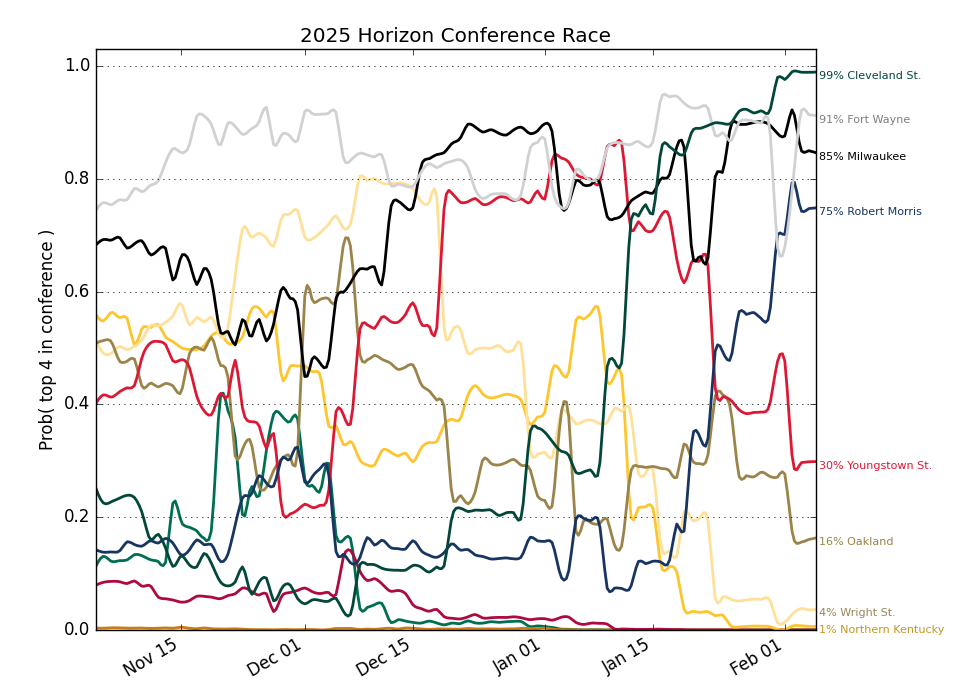 2025 Horizon Conference Race
Prob( top 4 in conference )
1.0
0.8
0.6
0.4
0.2
0.0
Nov 15
Dec 01
Dec 15
Jan 01
Jan 15
Feb 01
99% Cleveland St.
91% Fort Wayne
85% Milwaukee
75% Robert Morris
30% Youngstown St.
16% Oakland
4% Wright St.
1% Northern Kentucky